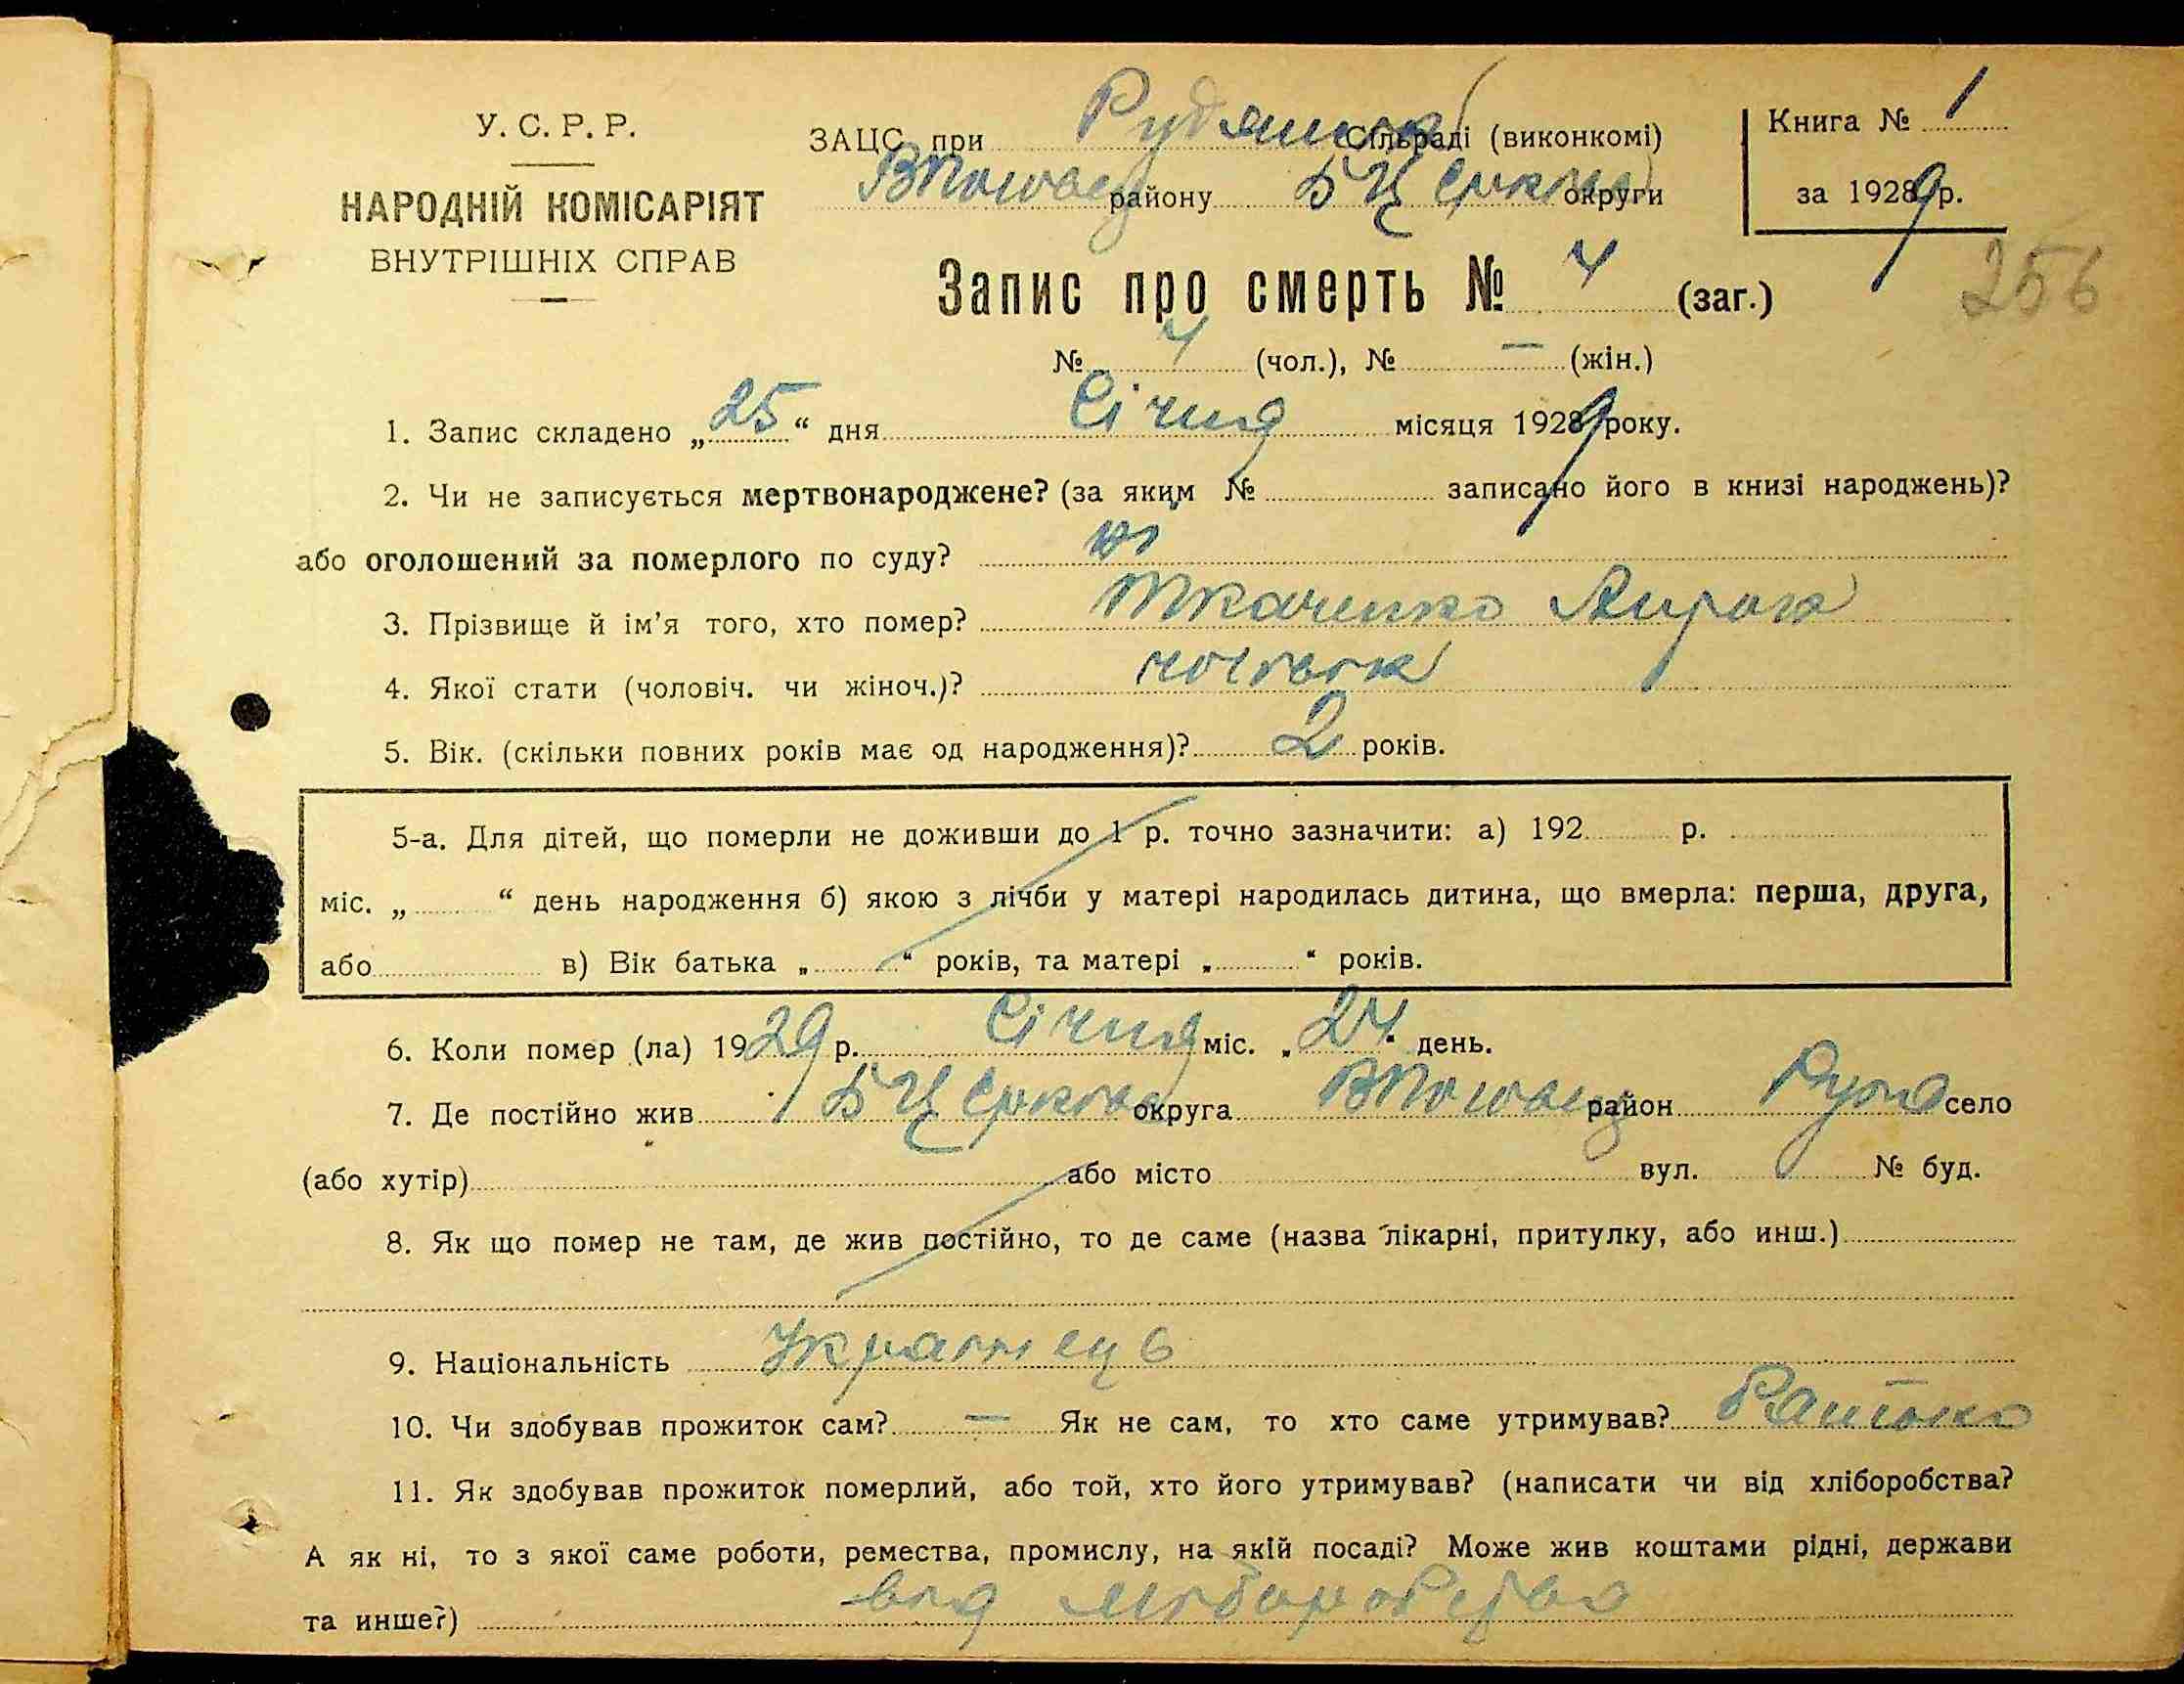 У. С. Р. Р.
НАРОДНІЙ КОМІСАРІЯТ
ВНУТРІШНІХ СПРАВ
ЗАЦС при Рудянськ Сільраді (виконкомі)
району БЦерков округи
Книга № 1
за 19289 р.
256
Запис про смерть № 4 (заг.)
№ 4 (чол.), № — (жін.)
1. Запис складено „25“ дня Січня місяця 19289 року.
2. Чи не записується мертвонароджене? (за яким № записано його в книзі народжень)?
або оголошений за померлого по суду? ні
3. Прізвище й ім’я того, хто помер? Ткаченко
4. Якої стати (чоловіч. чи жіноч.)? чоловік
5. Вік. (скільки повних років має од народження)? 2 років.
5-а. Для дітей, що померли не доживши до 1 р. точно зазначити: а) 192 р.
міс. „ “ день народження б) якою з лічби у матері народилась дитина, що вмерла: перша, друга,
або в) Вік батька „ “ років, та матері „ “ років.
6. Коли помер (ла) 1929 р. Січня міс. „24“ день.
7. Де постійно жив БЦерков округа район село
(або хутір) або місто вул. № буд.
8. Як що помер не там, де жив постійно, то де саме (назва лікарні, притулку, або инш.)
9. Національність Українець
10. Чи здобував прожиток сам? — Як не сам, то хто саме утримував? Батько
11. Як здобував прожиток померлий, або той, хто його утримував? (написати чи від хліборобства?
А як ні, то з якої саме роботи, ремества, промислу, на якій посаді? Може жив коштами рідні, держави
та инше?) від хліборобства